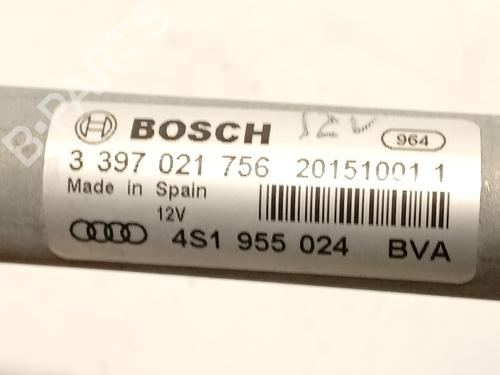 B-PARTS
BOSCH 12V 964
3 397 021 756 20151001 1
Made in Spain
12V
4S1 955 024 BVA